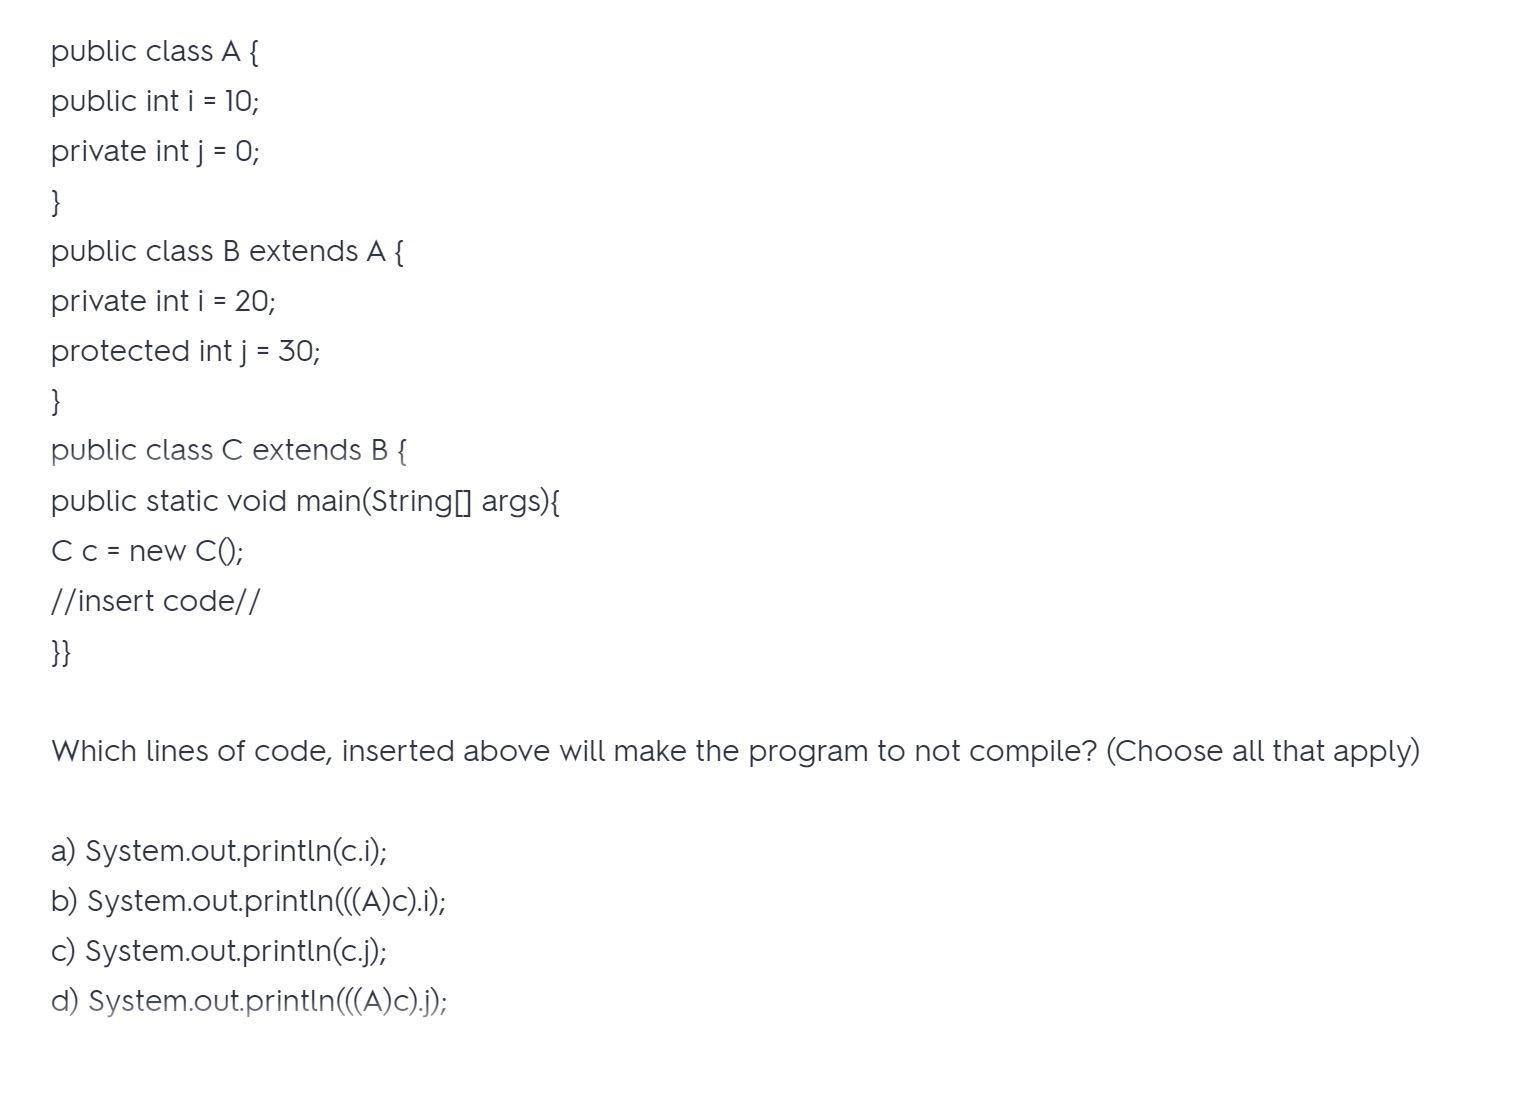 public class A {
public int i = 10;
private int j = 0;
}
public class B extends A {
private int i = 20;
protected int j = 30;
}
public class C extends B {
public static void main(String[] args){
C c = new C();
//insert code//
}}
Which lines of code, inserted above will make the program to not compile? (Choose all that apply)
a) System.out.println(c.i);
b) System.out.println(((A)c).i);
c) System.out.println(c.j);
d) System.out.println(((A)c).j);